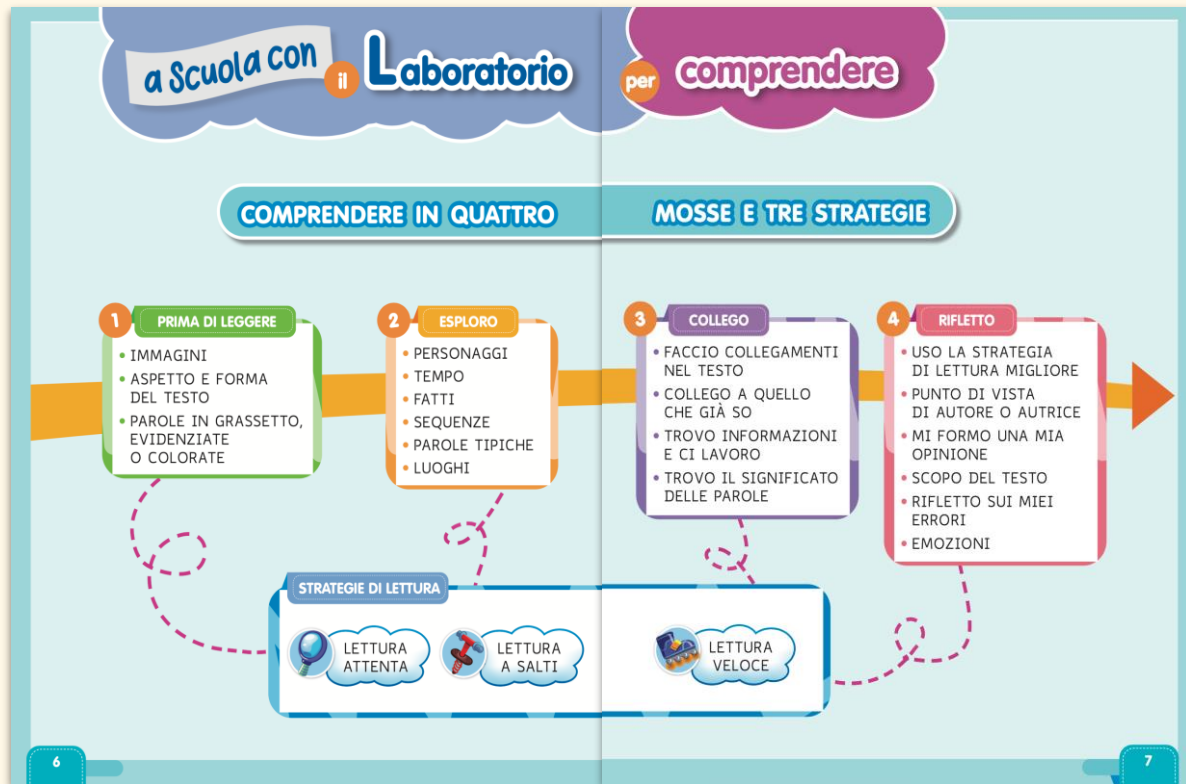 a Scuola con il Laboratorio per comprendere
COMPRENDERE IN QUATTRO MOSSE E TRE STRATEGIE
1 PRIMA DI LEGGERE
• IMMAGINI
• ASPETTO E FORMA
DEL TESTO
• PAROLE IN GRASSETTO,
EVIDENZIATE
O COLORATE
2 ESPLORO
• PERSONAGGI
• TEMPO
• FATTI
• SEQUENZE
• PAROLE TIPICHE
• LUOGHI
3 COLLEGO
• FACCIO COLLEGAMENTI
NEL TESTO
• COLLEGO A QUELLO
CHE GIÀ SO
• TROVO INFORMAZIONI
E CI LAVORO
• TROVO IL SIGNIFICATO
DELLE PAROLE
4 RIFLETTO
• USO LA STRATEGIA
DI LETTURA MIGLIORE
• PUNTO DI VISTA
DI AUTORE O AUTRICE
• MI FORMO UNA MIA
OPINIONE
• SCOPO DEL TESTO
• RIFLETTO SUI MIEI
ERRORI
• EMOZIONI
STRATEGIE DI LETTURA
LETTURA
ATTENTA
LETTURA
A SALTI
LETTURA
VELOCE
6
7